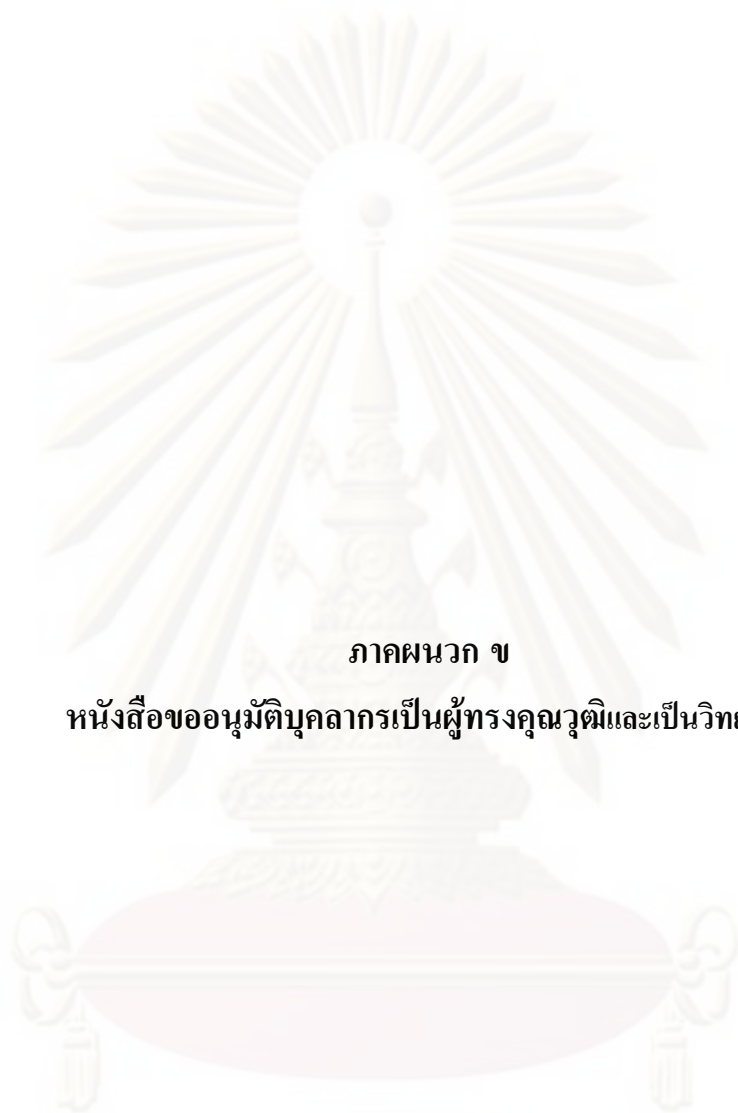 ภาคผนวก ข
หนังสือขออนุมัติบุคลากรเป็นผู้ทรงคุณวุฒิและเป็นวิท